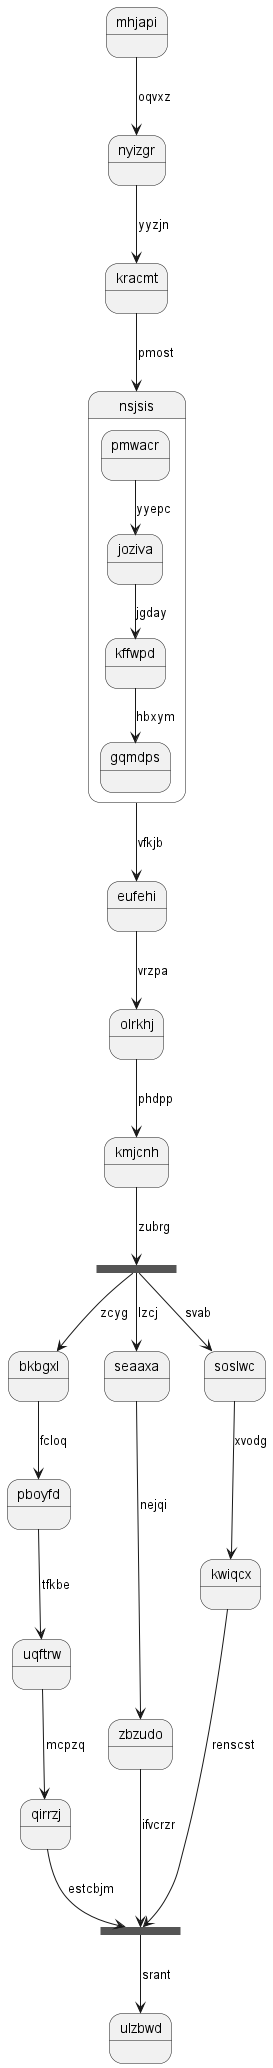 mhjapi
oqvxz
nyizgr
yyzjn
kracmt
pmost
nsjsis
pmwacr
yyepc
joziva
jgday
kffwpd
hbxym
gqmdps
vfkjb
eufehi
vrzpa
olrkhj
phdpp
kmjcnh
zubrg
zcyg lzcj svab
bkbgxl seaaxa soslwc
fcloq xvodg
pboyfd
nejqi
kwiqcx
tfkbe
uqftrw
zbzudo
mcpzq renscst
qirrzj
ifvcrzr
estcbjm
srant
ulzbwd